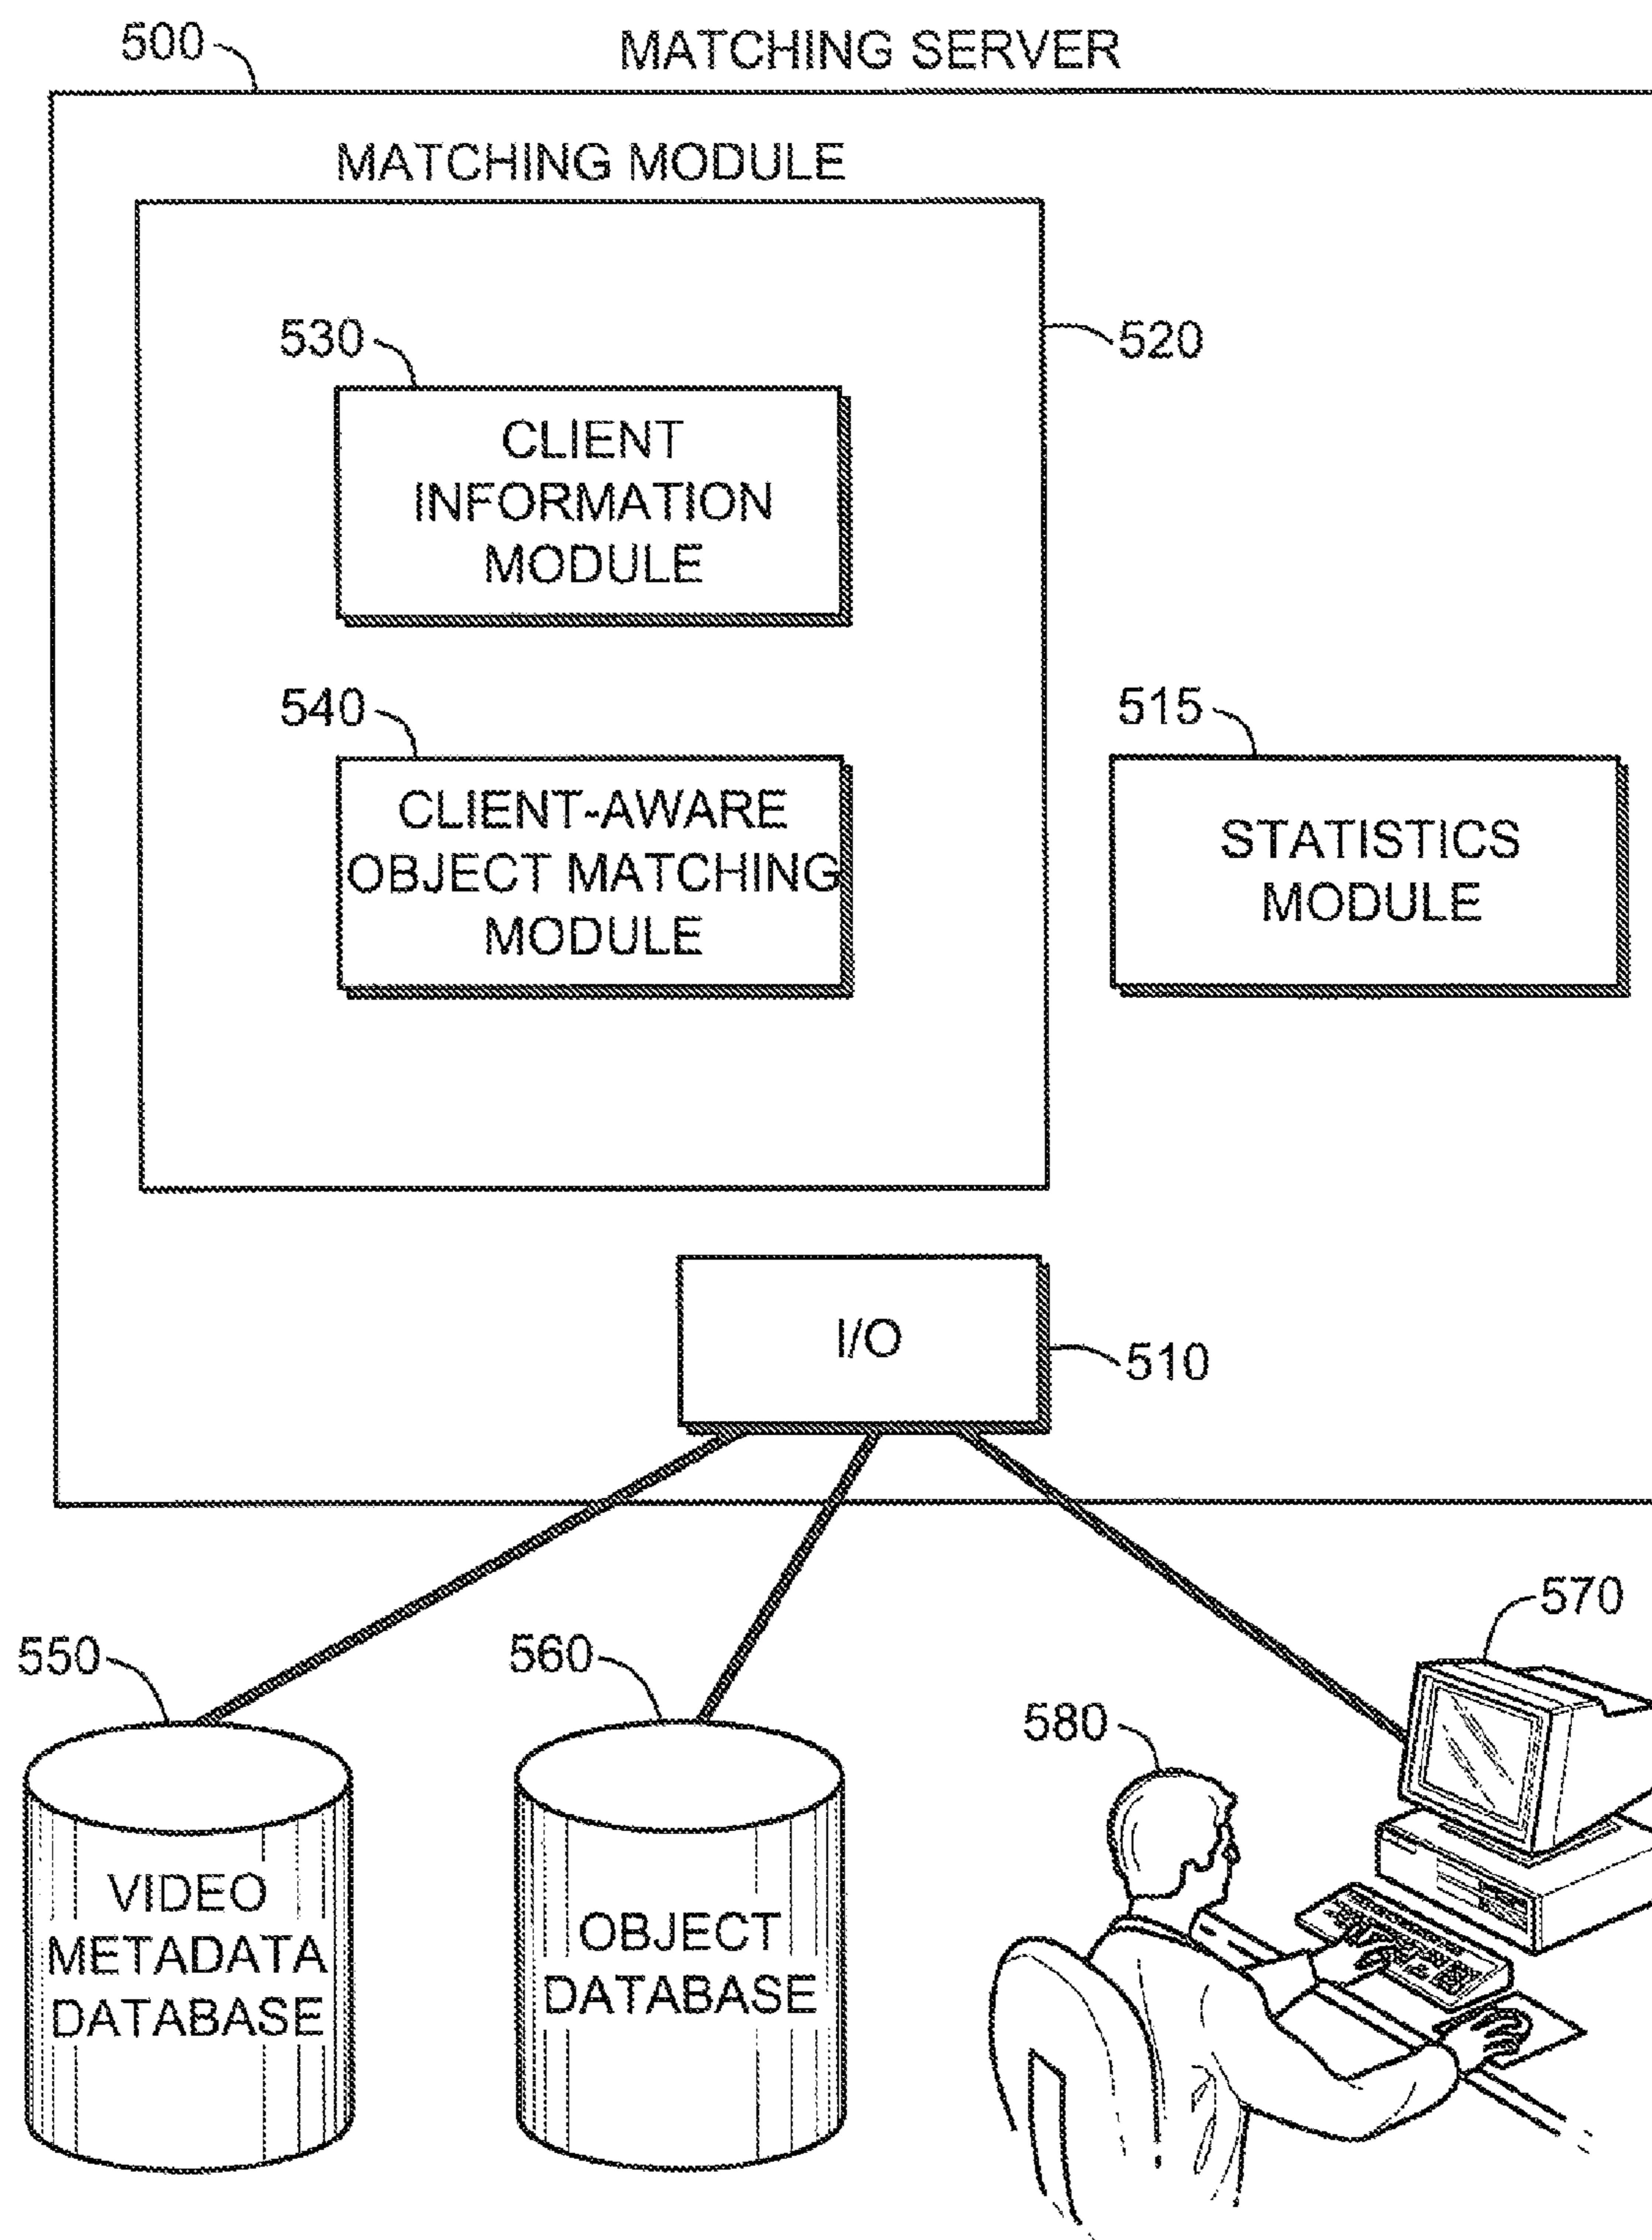 500
MATCHING SERVER
MATCHING MODULE
530
520
CLIENT
INFORMATION
MODULE
540
515
CLIENT-AWARE
OBJECT MATCHING
MODULE
STATISTICS
MODULE
I/O
510
570
550
560
580
VIDEO
METADATA
DATABASE
OBJECT
DATABASE